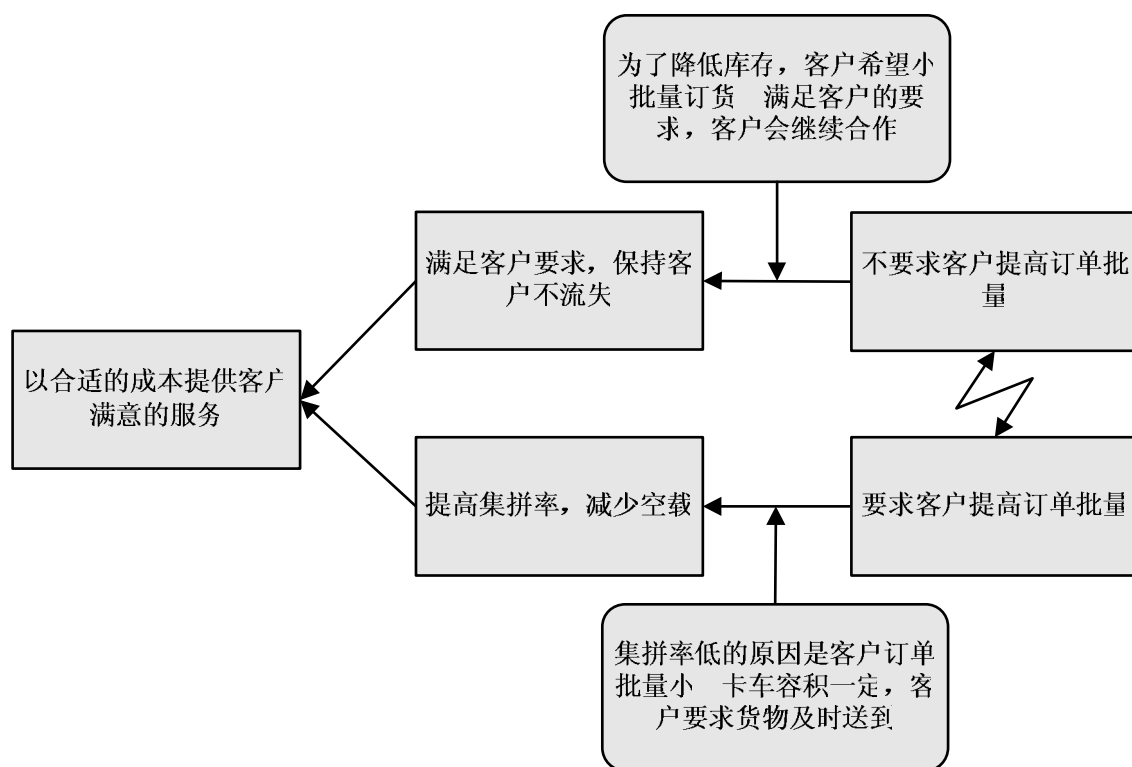 为了降低库存，客户希望小
批量订货　满足客户的要
求，客户会继续合作
满足客户要求，保持客
户不流失
不要求客户提高订单批
量
以合适的成本提供客户
满意的服务
提高集拼率，减少空载
要求客户提高订单批量
集拼率低的原因是客户订单
批量小　卡车容积一定，客
户要求货物及时送到